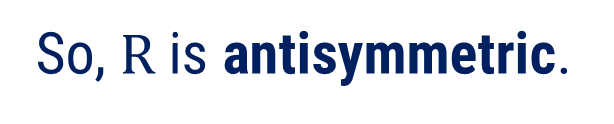 So, R is antisymmetric.